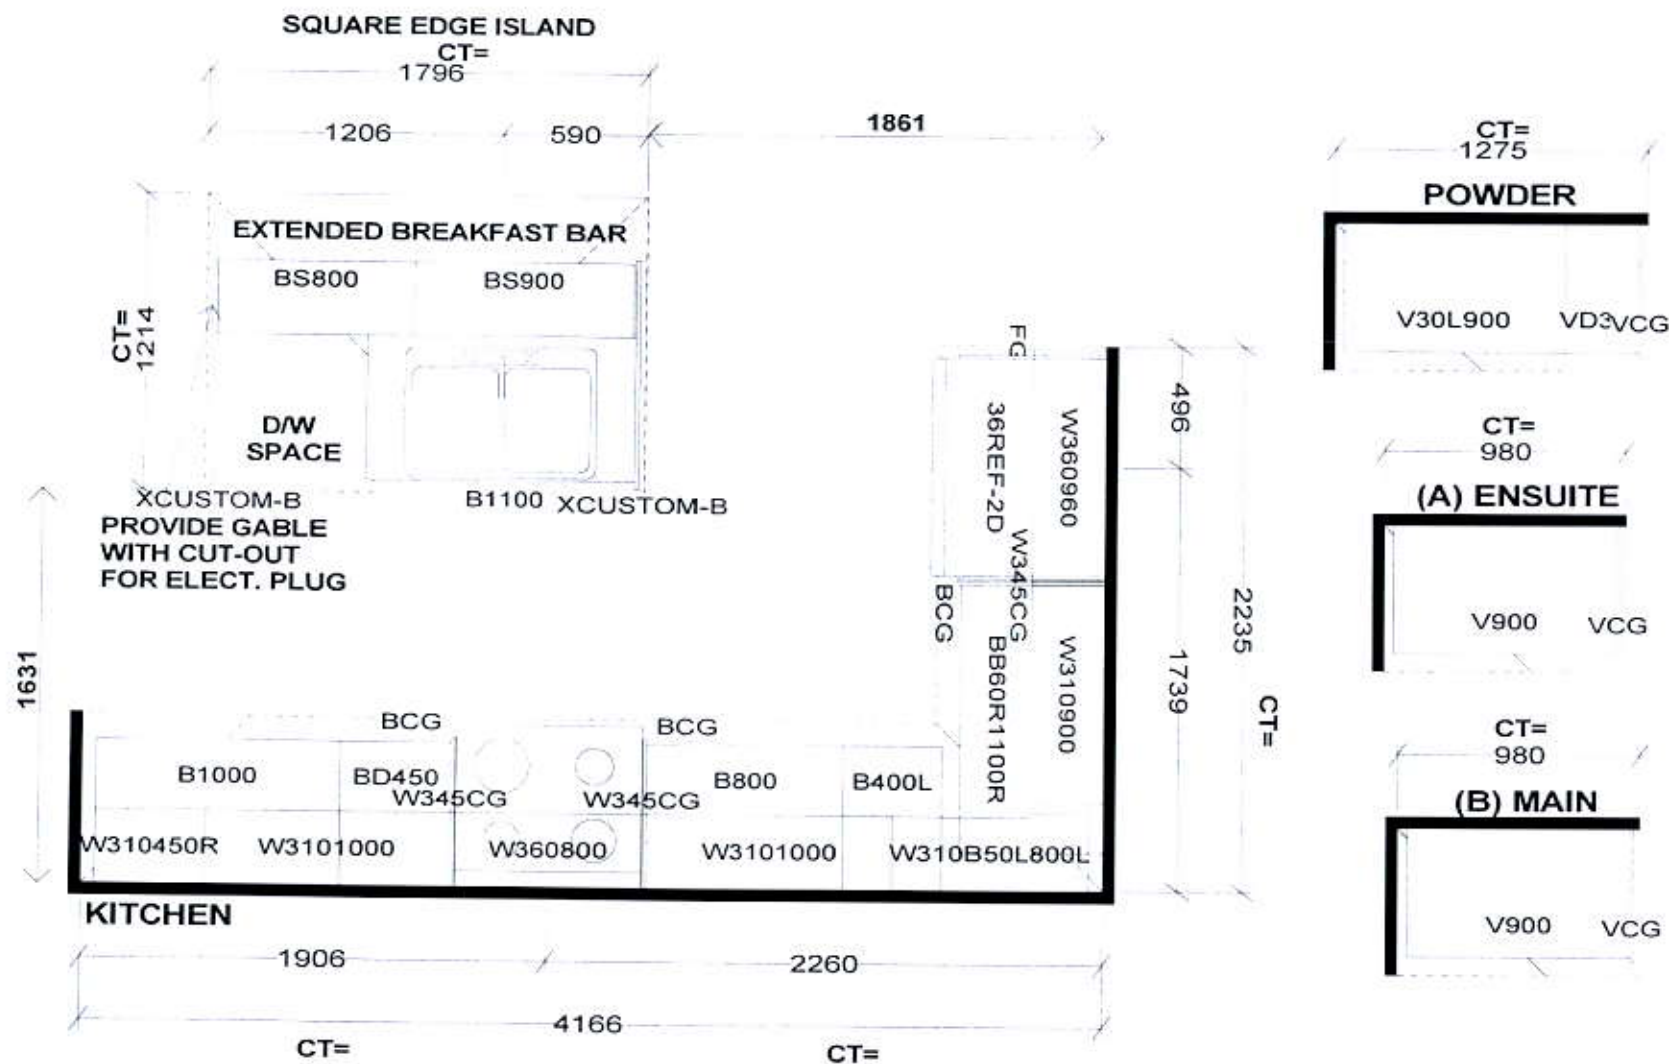 SQUARE EDGE ISLAND
CT=
1796
1206
590
1861
EXTENDED BREAKFAST BAR
BS800
BS900
CT=
12214
D/W
SPACE
XCUSTOM-B
B1100
XCUSTOM-B
PROVIDE GABLE
WITH CUT-OUT
FOR ELECT. PLUG
1631
FG
36REF-2D
W360960
W345CG
BCG
BB60R1100R
W310900
496
1739
2235
CT=
BCG
BCG
B1000
BD450
W345CG
W345CG
B800
B400L
W310450R
W3101000
W360800
W3101000
W310B50L800L
KITCHEN
1906
2260
4166
CT=
CT=
CT=
1275
POWDER
V30L900
VD3VCG
CT=
980
(A) ENSUITE
V900
VCG
CT=
980
(B) MAIN
V900
VCG